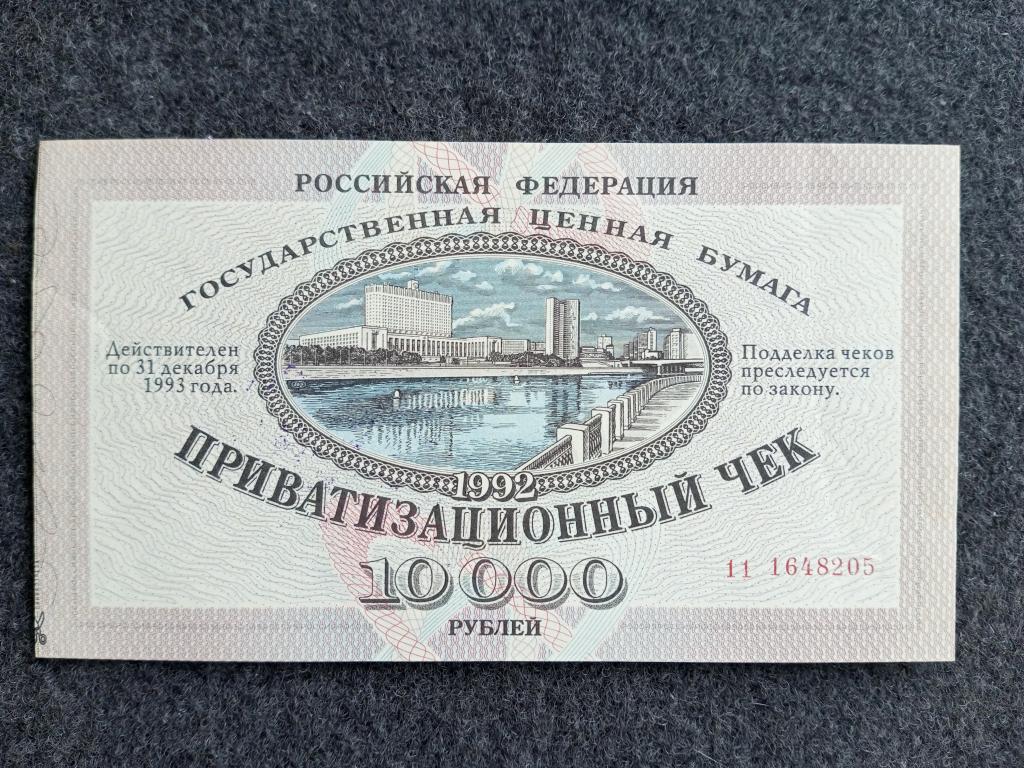 РОССИЙСКАЯ ФЕДЕРАЦИЯ
ГОСУДАРСТВЕННАЯ ЦЕННАЯ БУМАГА
Действителен
по 31 декабря
1993 года.
Подделка чеков
преследуется
по закону.
1992
ПРИВАТИЗАЦИОННЫЙ ЧЕК
10 000
РУБЛЕЙ
11 1648205